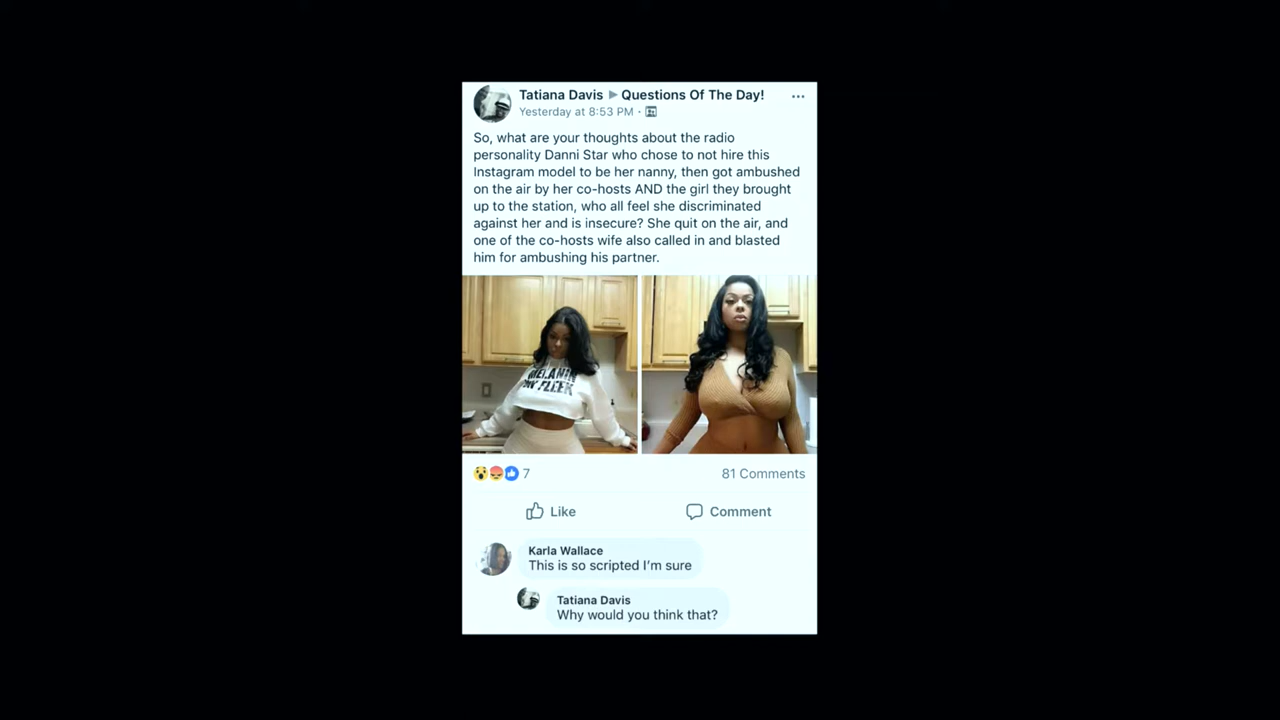 Tatiana Davis ▶ Questions Of The Day!
Yesterday at 8:53 PM ·
So, what are your thoughts about the radio
personality Danni Star who chose to not hire this
Instagram model to be her nanny, then got ambushed
on the air by her co-hosts AND the girl they brought
up to the station, who all feel she discriminated
against her and is insecure? She quit on the air, and
one of the co-hosts wife also called in and blasted
him for ambushing his partner.
MELANIN
ON FLEEK
7
81 Comments
Like
Comment
Karla Wallace
This is so scripted I'm sure
Tatiana Davis
Why would you think that?